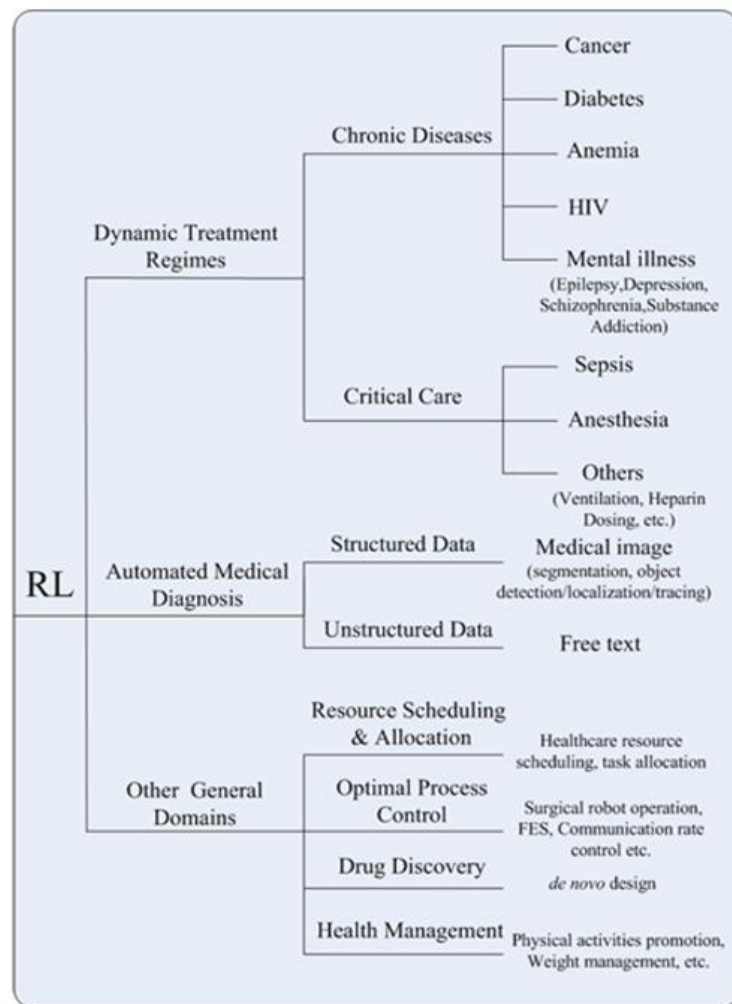 RL
Dynamic Treatment
Regimes
Chronic Diseases
Cancer
Diabetes
Anemia
HIV
Mental illness
(Epilepsy,Depression,
Schizophrenia,Substance
Addiction)
Critical Care
Sepsis
Anesthesia
Others
(Ventilation, Heparin
Dosing, etc.)
Automated Medical
Diagnosis
Structured Data
Medical image
(segmentation, object
detection/localization/tracing)
Unstructured Data
Free text
Other General
Domains
Resource Scheduling
& Allocation
Healthcare resource
scheduling, task allocation
Optimal Process
Control
Surgical robot operation,
FES, Communication rate
control etc.
Drug Discovery
de novo design
Health Management
Physical activities promotion,
Weight management, etc.